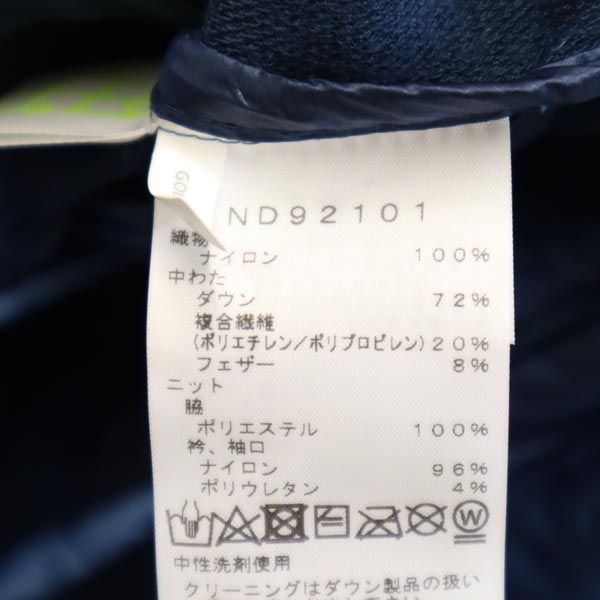 GOL
ND92101
織物
ナイロン 100%
中わた
ダウン 72%
複合繊維
(ポリエチレン/ポリプロピレン)20%
フェザー 8%
ニット
脇
ポリエステル 100%
衿、袖口
ナイロン 96%
ポリウレタン 4%
W
中性洗剤使用
クリーニングはダウン製品の扱い